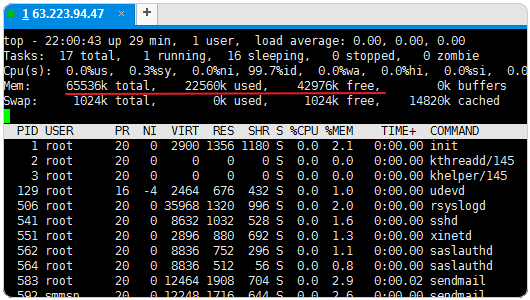 1 63.223.94.47 × +
top - 22:00:43 up 29 min,  1 user,  load average: 0.00, 0.00, 0.00
Tasks:  17 total,   1 running,  16 sleeping,   0 stopped,   0 zombie
Cpu(s):  0.0%us,  0.3%sy,  0.0%ni, 99.7%id,  0.0%wa,  0.0%hi,  0.0%si,  0.0
Mem:     65536k total,    22560k used,    42976k free,        0k buffers
Swap:     1024k total,        0k used,     1024k free,    14820k cached
PID USER      PR  NI  VIRT  RES  SHR S %CPU %MEM    TIME+  COMMAND
1 root      20   0  2900 1356 1180 S  0.0  2.1   0:00.00 init
2 root      20   0     0    0    0 S  0.0  0.0   0:00.00 kthreadd/145
3 root      20   0     0    0    0 S  0.0  0.0   0:00.00 khelper/145
129 root      16  -4  2464  676  432 S  0.0  1.0   0:00.00 udevd
506 root      20   0 35968 1320  996 S  0.0  2.0   0:00.00 rsyslogd
541 root      20   0  8632 1032  528 S  0.0  1.6   0:00.00 sshd
551 root      20   0  2896  880  692 S  0.0  1.3   0:00.00 xinetd
562 root      20   0  8836  752  296 S  0.0  1.1   0:00.00 saslauthd
564 root      20   0  8836  512   56 S  0.0  0.8   0:00.00 saslauthd
583 root      20   0 12464 1908  704 S  0.0  2.9   0:00.02 sendmail
592 smmsp     20   0 12248 1716  644 S  0.0  2.6   0:00.00 sendmail